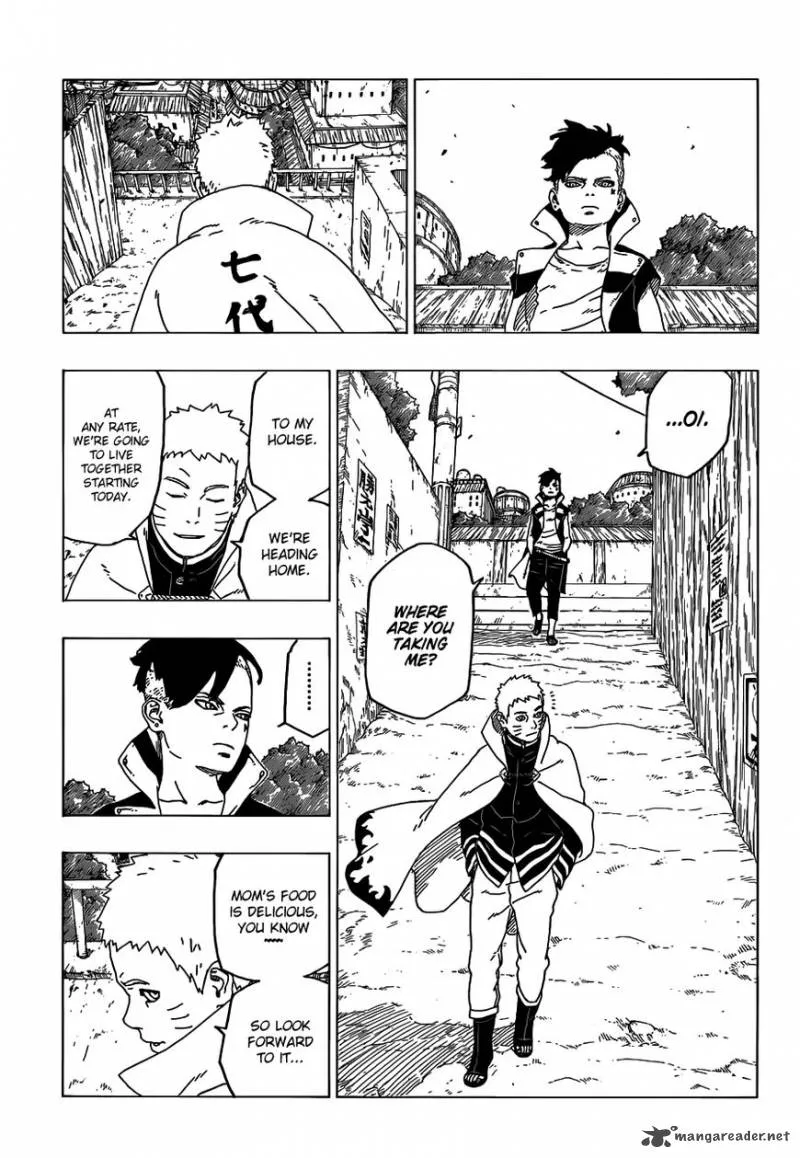 七
代
...OI.
WHERE
ARE YOU
TAKING
ME?
TO MY
HOUSE.
WE'RE
HEADING
HOME.
AT
ANY RATE,
WE'RE GOING
TO LIVE
TOGETHER
STARTING
TODAY.
.........
MOM'S FOOD
IS DELICIOUS,
YOU KNOW
~~~
SO LOOK
FORWARD
TO IT...
mangareader.net